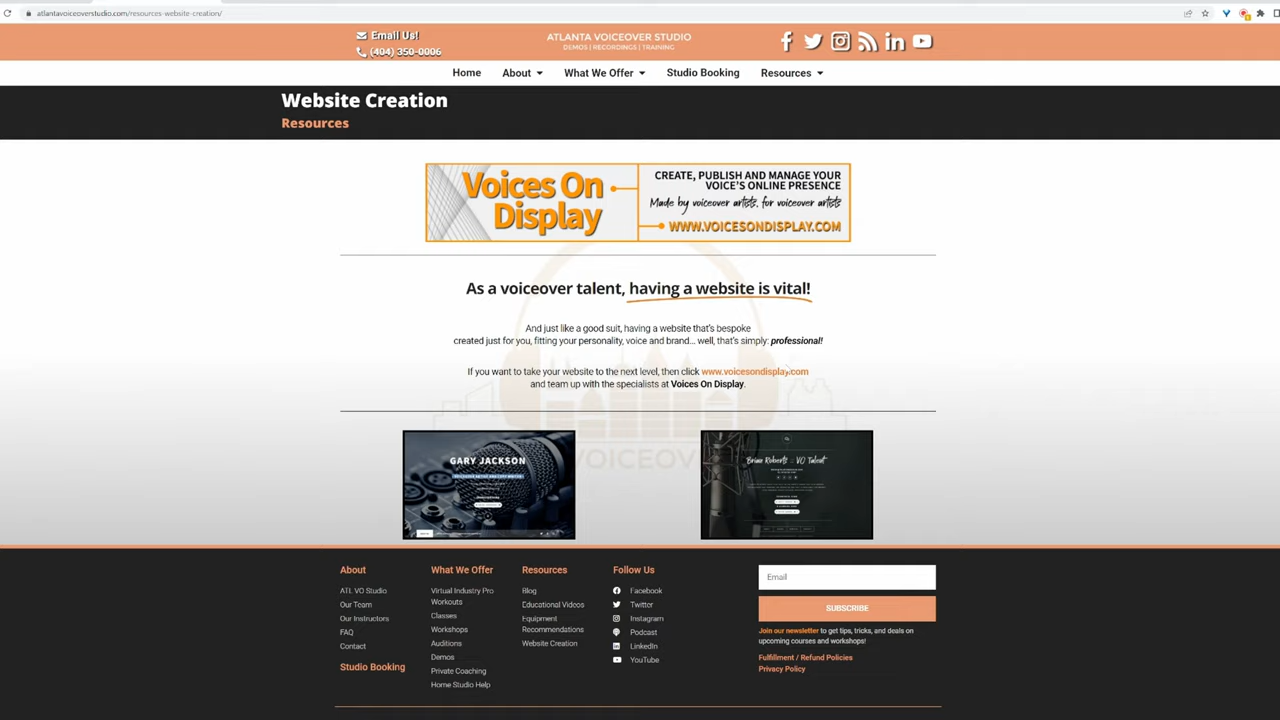 atlantavoiceoverstudio.com/resources-website-creation/
Email Us!
(404) 350-0006
ATLANTA VOICEOVER STUDIO
DEMOS | RECORDINGS | TRAINING
Home
About
What We Offer
Studio Booking
Resources
Website Creation
Resources
Voices On
Display
CREATE, PUBLISH AND MANAGE YOUR
VOICE'S ONLINE PRESENCE
Made by voiceover artists, for voiceover artists
WWW.VOICESONDISPLAY.COM
As a voiceover talent, having a website is vital!
And just like a good suit, having a website that's bespoke
created just for you, fitting your personality, voice and brand... well, that's simply: professional!
If you want to take your website to the next level, then click www.voicesondisplay.com
and team up with the specialists at Voices On Display.
VOICEOV
GARY JACKSON
Brian Roberts :: VO Talent
About
ATL VO Studio
Our Team
Our Instructors
FAQ
Contact
Studio Booking
What We Offer
Virtual Industry Pro
Workouts
Classes
Workshops
Auditions
Demos
Private Coaching
Home Studio Help
Resources
Blog
Educational Videos
Equipment
Recommendations
Website Creation
Follow Us
Facebook
Twitter
Instagram
Podcast
LinkedIn
YouTube
Email
SUBSCRIBE
Join our newsletter to get tips, tricks, and deals on
upcoming courses and workshops!
Fulfillment / Refund Policies
Privacy Policy